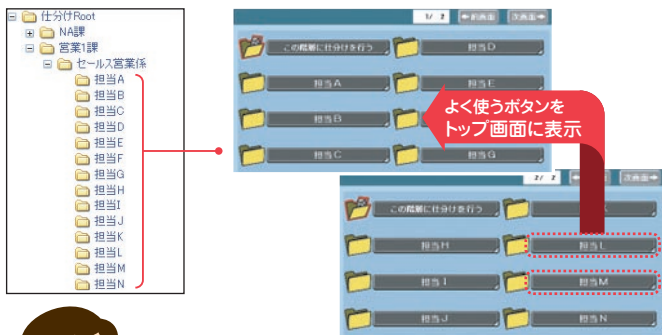 仕分けRoot
NA課
営業1課
セールス営業係
担当A
担当B
担当C
担当D
担当E
担当F
担当G
担当H
担当I
担当J
担当K
担当L
担当M
担当N
1/ 2
←前画面
次画面→
この階層に仕分けを行う
担当D
担当A
担当E
担当B
担当C
担当G
よく使うボタンを
トップ画面に表示
2/ 2
次画面→
この階層に仕分けを行う
K
担当H
担当L
担当I
担当M
担当J
担当N